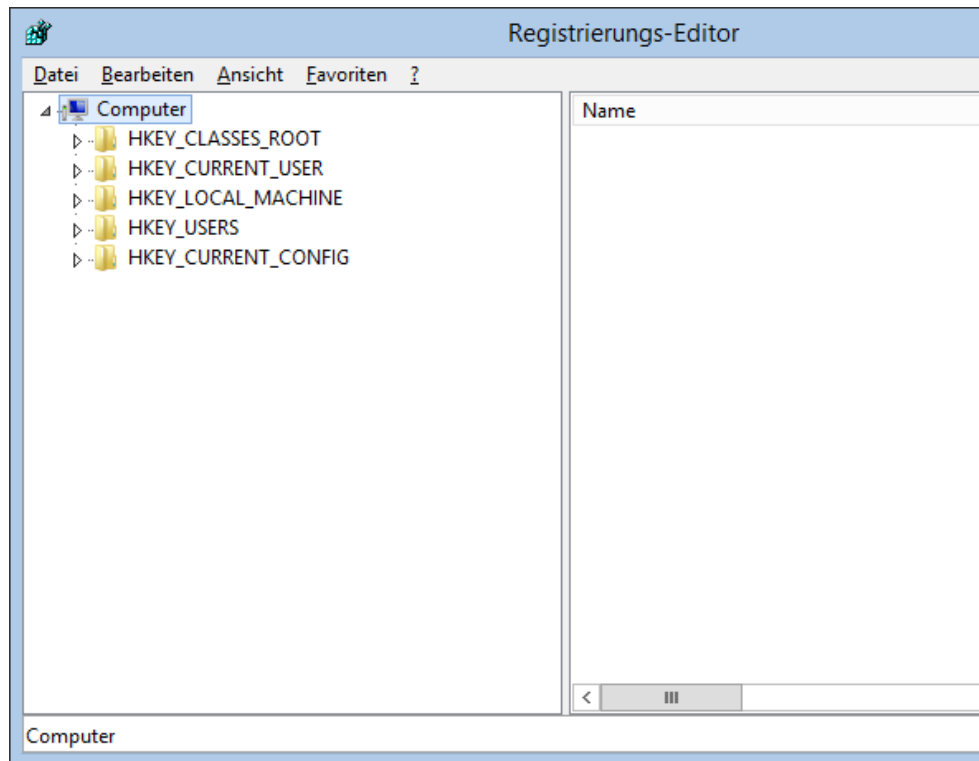 Registrierungs-Editor
Datei Bearbeiten Ansicht Favoriten ?
Computer
Name
HKEY_CLASSES_ROOT
HKEY_CURRENT_USER
HKEY_LOCAL_MACHINE
HKEY_USERS
HKEY_CURRENT_CONFIG
Computer